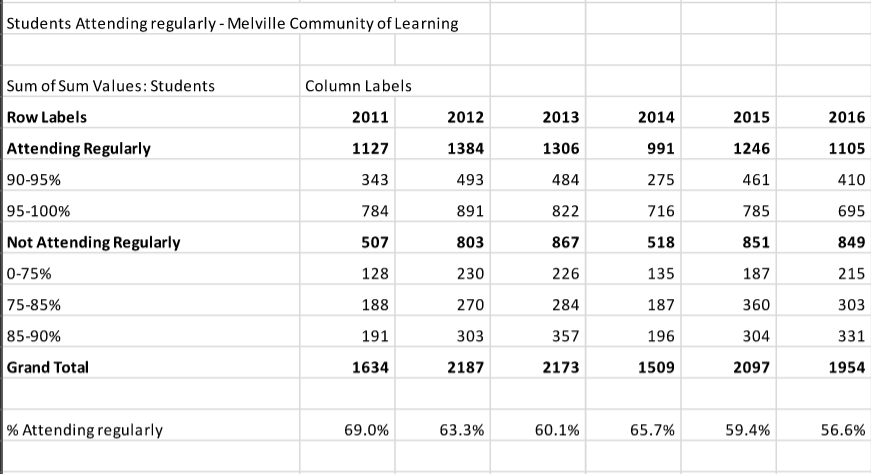 Students Attending regularly - Melville Community of Learning
Sum of Sum Values: Students Column Labels
Row Labels 2011 2012 2013 2014 2015 2016
Attending Regularly 1127 1384 1306 991 1246 1105
90-95% 343 493 484 275 461 410
95-100% 784 891 822 716 785 695
Not Attending Regularly 507 803 867 518 851 849
0-75% 128 230 226 135 187 215
75-85% 188 270 284 187 360 303
85-90% 191 303 357 196 304 331
Grand Total 1634 2187 2173 1509 2097 1954
% Attending regularly 69.0% 63.3% 60.1% 65.7% 59.4% 56.6%